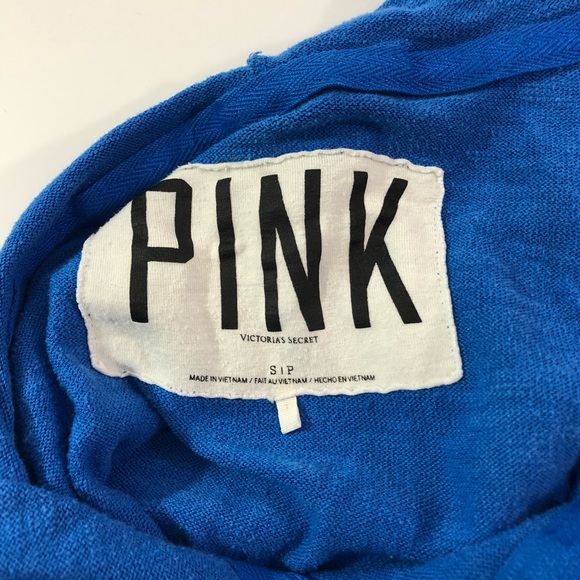 PINK
VICTORIA'S SECRET
S | P
MADE IN VIETNAM / FAIT AU VIETNAM / HECHO EN VIETNAM